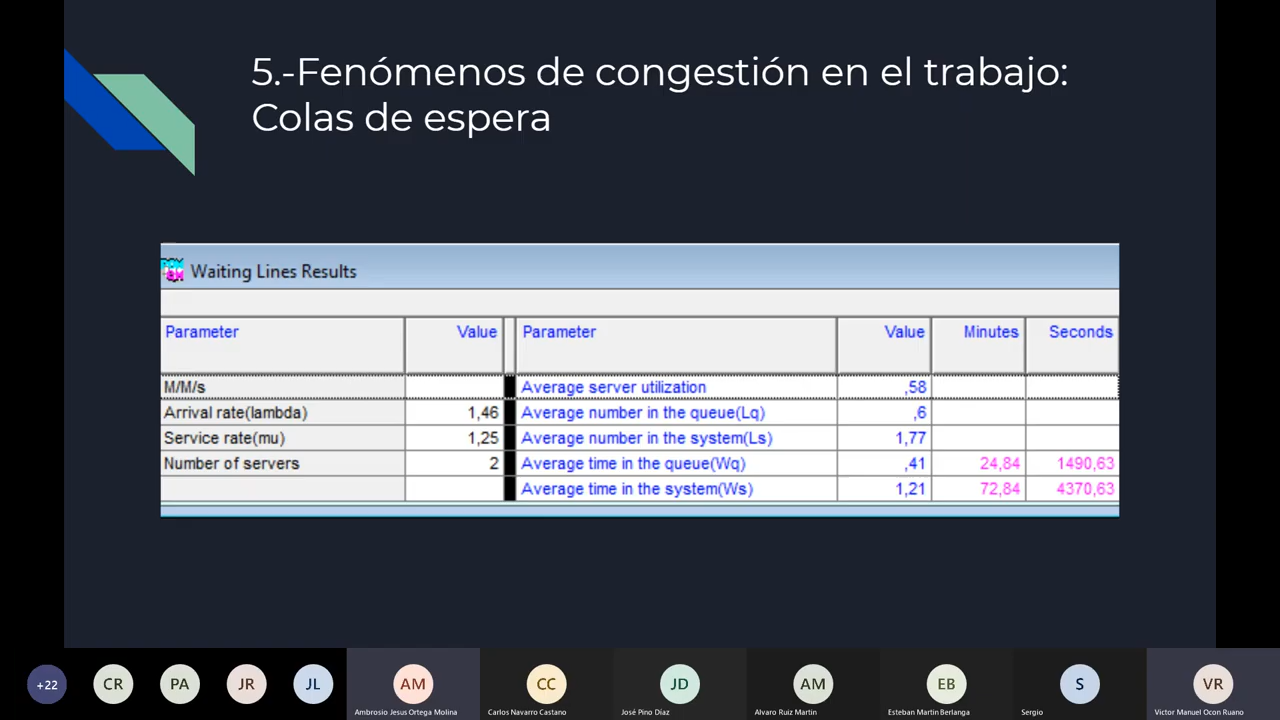 5.-Fenómenos de congestión en el trabajo:
Colas de espera
Waiting Lines Results
Parameter Value Parameter Value Minutes Seconds
M/M/s Average server utilization ,58
Arrival rate(lambda) 1,46 Average number in the queue(Lq) ,6
Service rate(mu) 1,25 Average number in the system(Ls) 1,77
Number of servers 2 Average time in the queue(Wq) ,41 24,84 1490,63
Average time in the system(Ws) 1,21 72,84 4370,63
+22 CR PA JR JL AM CC JD AM EB S VR
Ambrosio Jesus Ortega Molina Carlos Navarro Castano José Pino Díaz Alvaro Ruiz Martin Esteban Martin Berlanga Sergio Victor Manuel Ocon Ruano